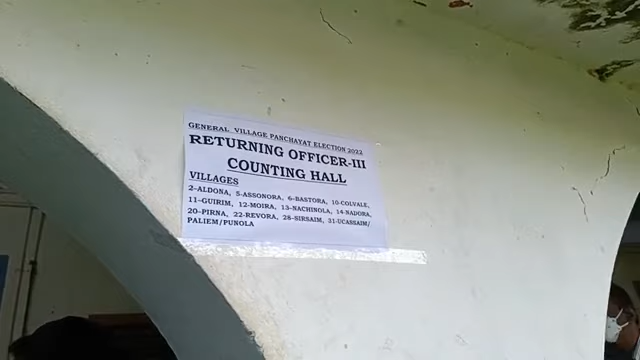 GENERAL VILLAGE PANCHAYAT ELECTION 2022
RETURNING OFFICER-III
COUNTING HALL
VILLAGES
2-ALDONA, 5-ASSONORA, 6-BASTORA, 10-COLVALE,
11-GUIRIM, 12-MOIRA, 13-NACHINOLA, 14-NADORA,
20-PIRNA, 22-REVORA, 28-SIRSAIM, 31-UCASSAIM/
PALIEM/PUNOLA